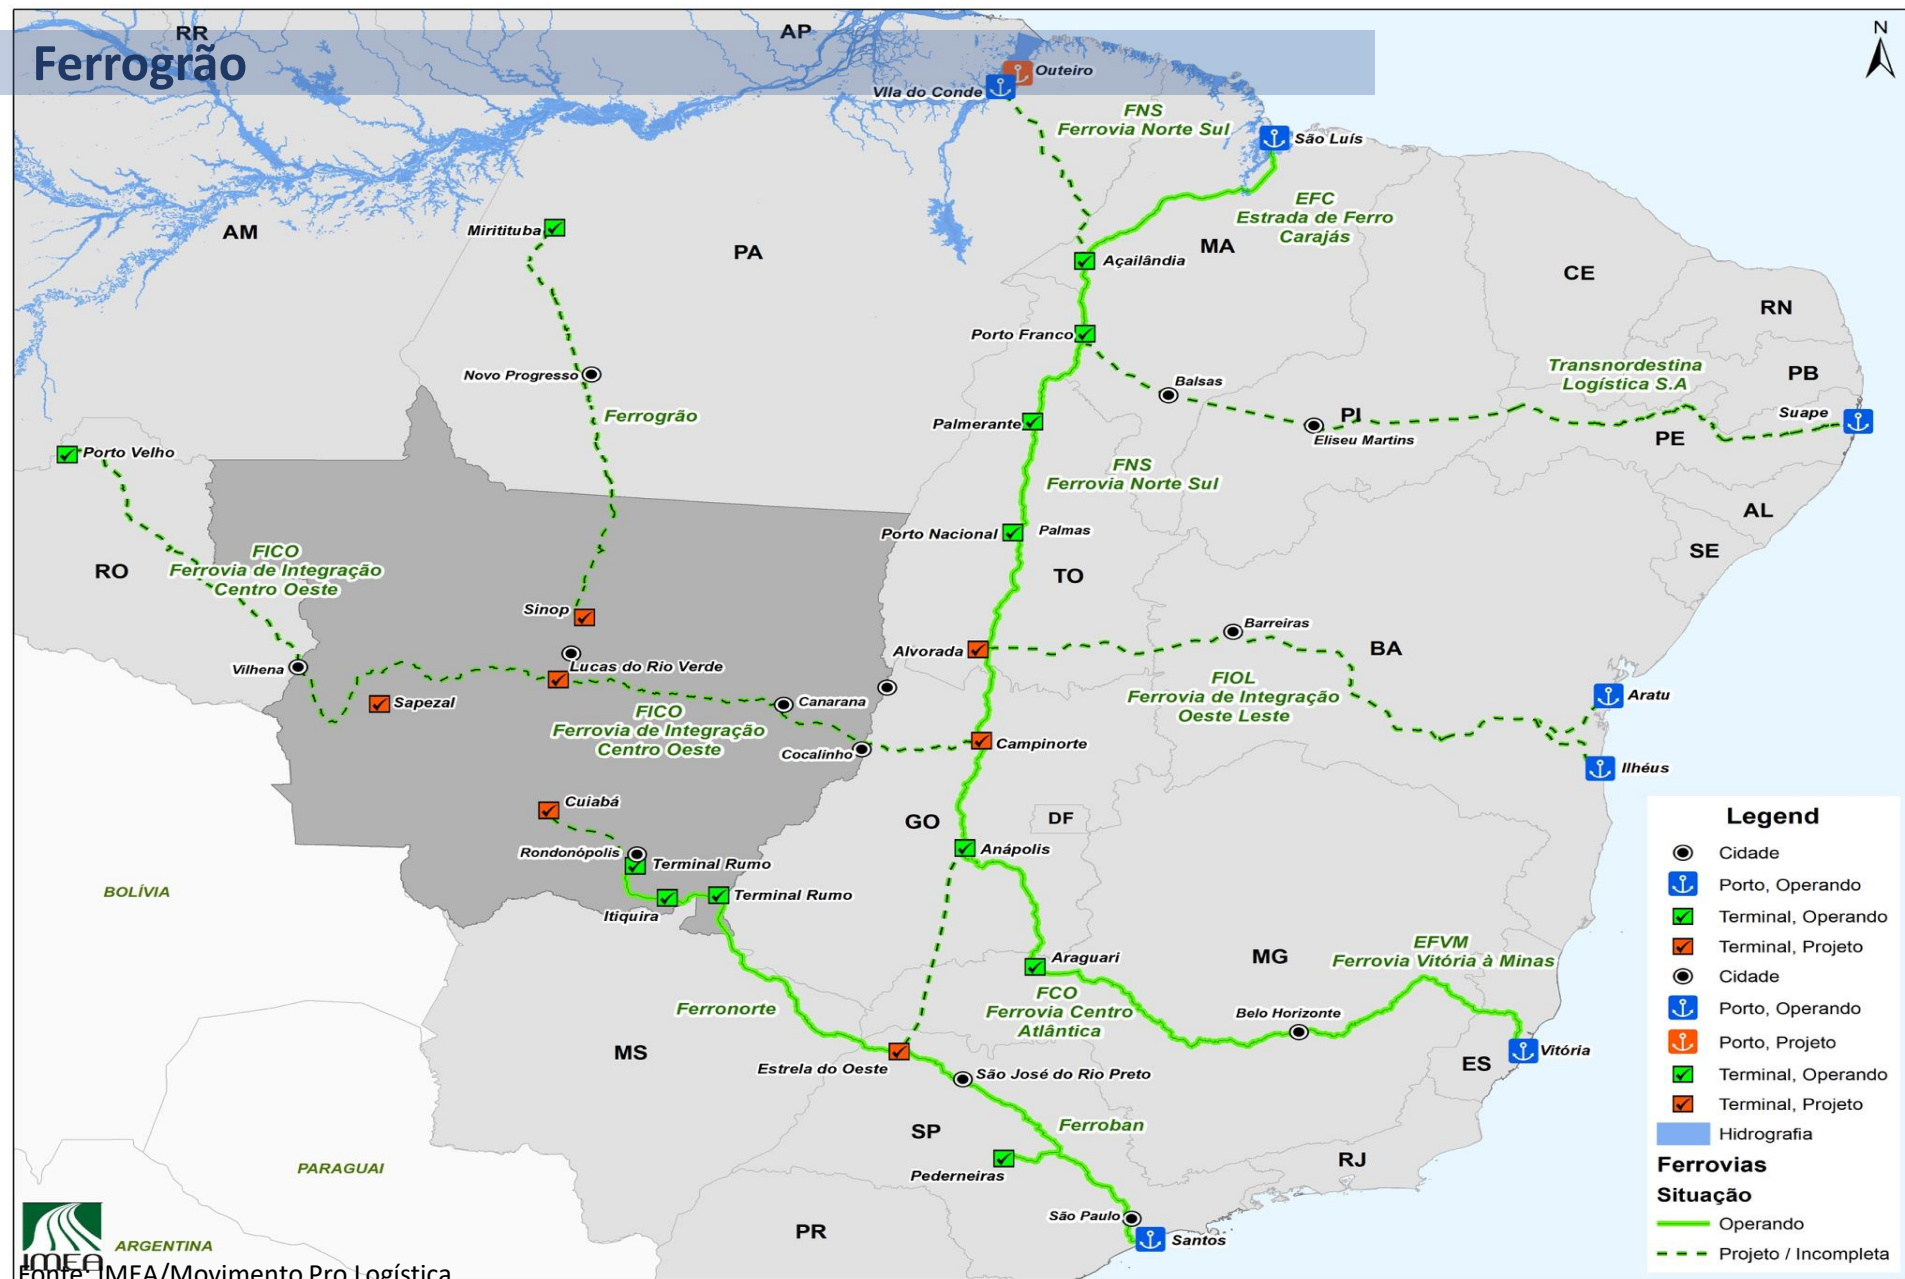 Ferrogrão
RR
AP
N
Outeiro
VIla do Conde
FNS
Ferrovia Norte Sul
São Luís
EFC
Estrada de Ferro
Carajás
AM
Miritituba
PA
MA
Açailândia
CE
RN
Porto Franco
Transnordestina
Logística S.A
PB
Novo Progresso
Balsas
Ferrogrão
PI
Suape
Palmerante
Eliseu Martins
PE
Porto Velho
FNS
Ferrovia Norte Sul
AL
Porto Nacional
Palmas
SE
RO
FICO
Ferrovia de Integração
Centro Oeste
TO
Sinop
Barreiras
Alvorada
BA
Vilhena
Lucas do Rio Verde
FIOL
Ferrovia de Integração
Oeste Leste
Aratu
Sapezal
Canarana
FICO
Ferrovia de Integração
Centro Oeste
Campinorte
Cocalinho
Ilhéus
Cuiabá
GO
DF
Rondonópolis
Terminal Rumo
Anápolis
BOLÍVIA
Itiquira
Terminal Rumo
Araguari
MG
EFVM
Ferrovia Vitória à Minas
Ferronorte
FCO
Ferrovia Centro
Atlântica
Belo Horizonte
MS
Vitória
ES
Estrela do Oeste
São José do Rio Preto
SP
Ferroban
Pederneiras
RJ
PARAGUAI
São Paulo
PR
Santos
ARGENTINA
IMEA
Fonte: IMEA/Movimento Pro Logística
Legend
Cidade
Porto, Operando
Terminal, Operando
Terminal, Projeto
Cidade
Porto, Operando
Porto, Projeto
Terminal, Operando
Terminal, Projeto
Hidrografia
Ferrovias
Situação
Operando
Projeto / Incompleta